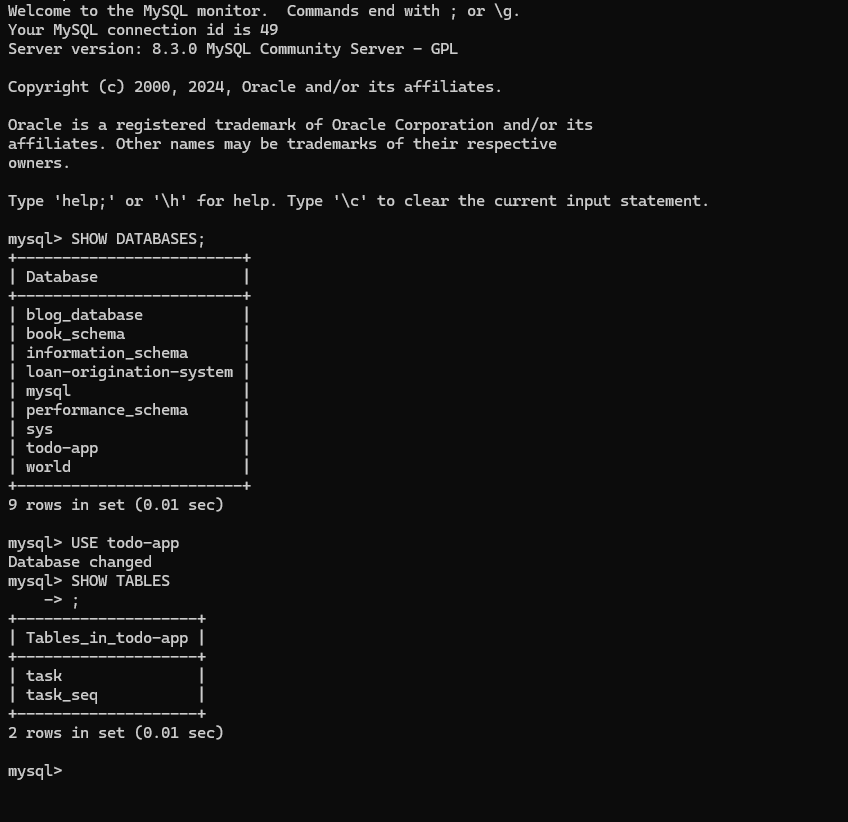 Welcome to the MySQL monitor.  Commands end with ; or \g.
Your MySQL connection id is 49
Server version: 8.3.0 MySQL Community Server - GPL

Copyright (c) 2000, 2024, Oracle and/or its affiliates.

Oracle is a registered trademark of Oracle Corporation and/or its
affiliates. Other names may be trademarks of their respective
owners.

Type 'help;' or '\h' for help. Type '\c' to clear the current input statement.

mysql> SHOW DATABASES;
+-------------------------+
| Database                |
+-------------------------+
| blog_database           |
| book_schema             |
| information_schema      |
| loan-origination-system |
| mysql                   |
| performance_schema      |
| sys                     |
| todo-app                |
| world                   |
+-------------------------+
9 rows in set (0.01 sec)

mysql> USE todo-app
Database changed
mysql> SHOW TABLES
    -> ;
+--------------------+
| Tables_in_todo-app |
+--------------------+
| task               |
| task_seq           |
+--------------------+
2 rows in set (0.01 sec)

mysql>